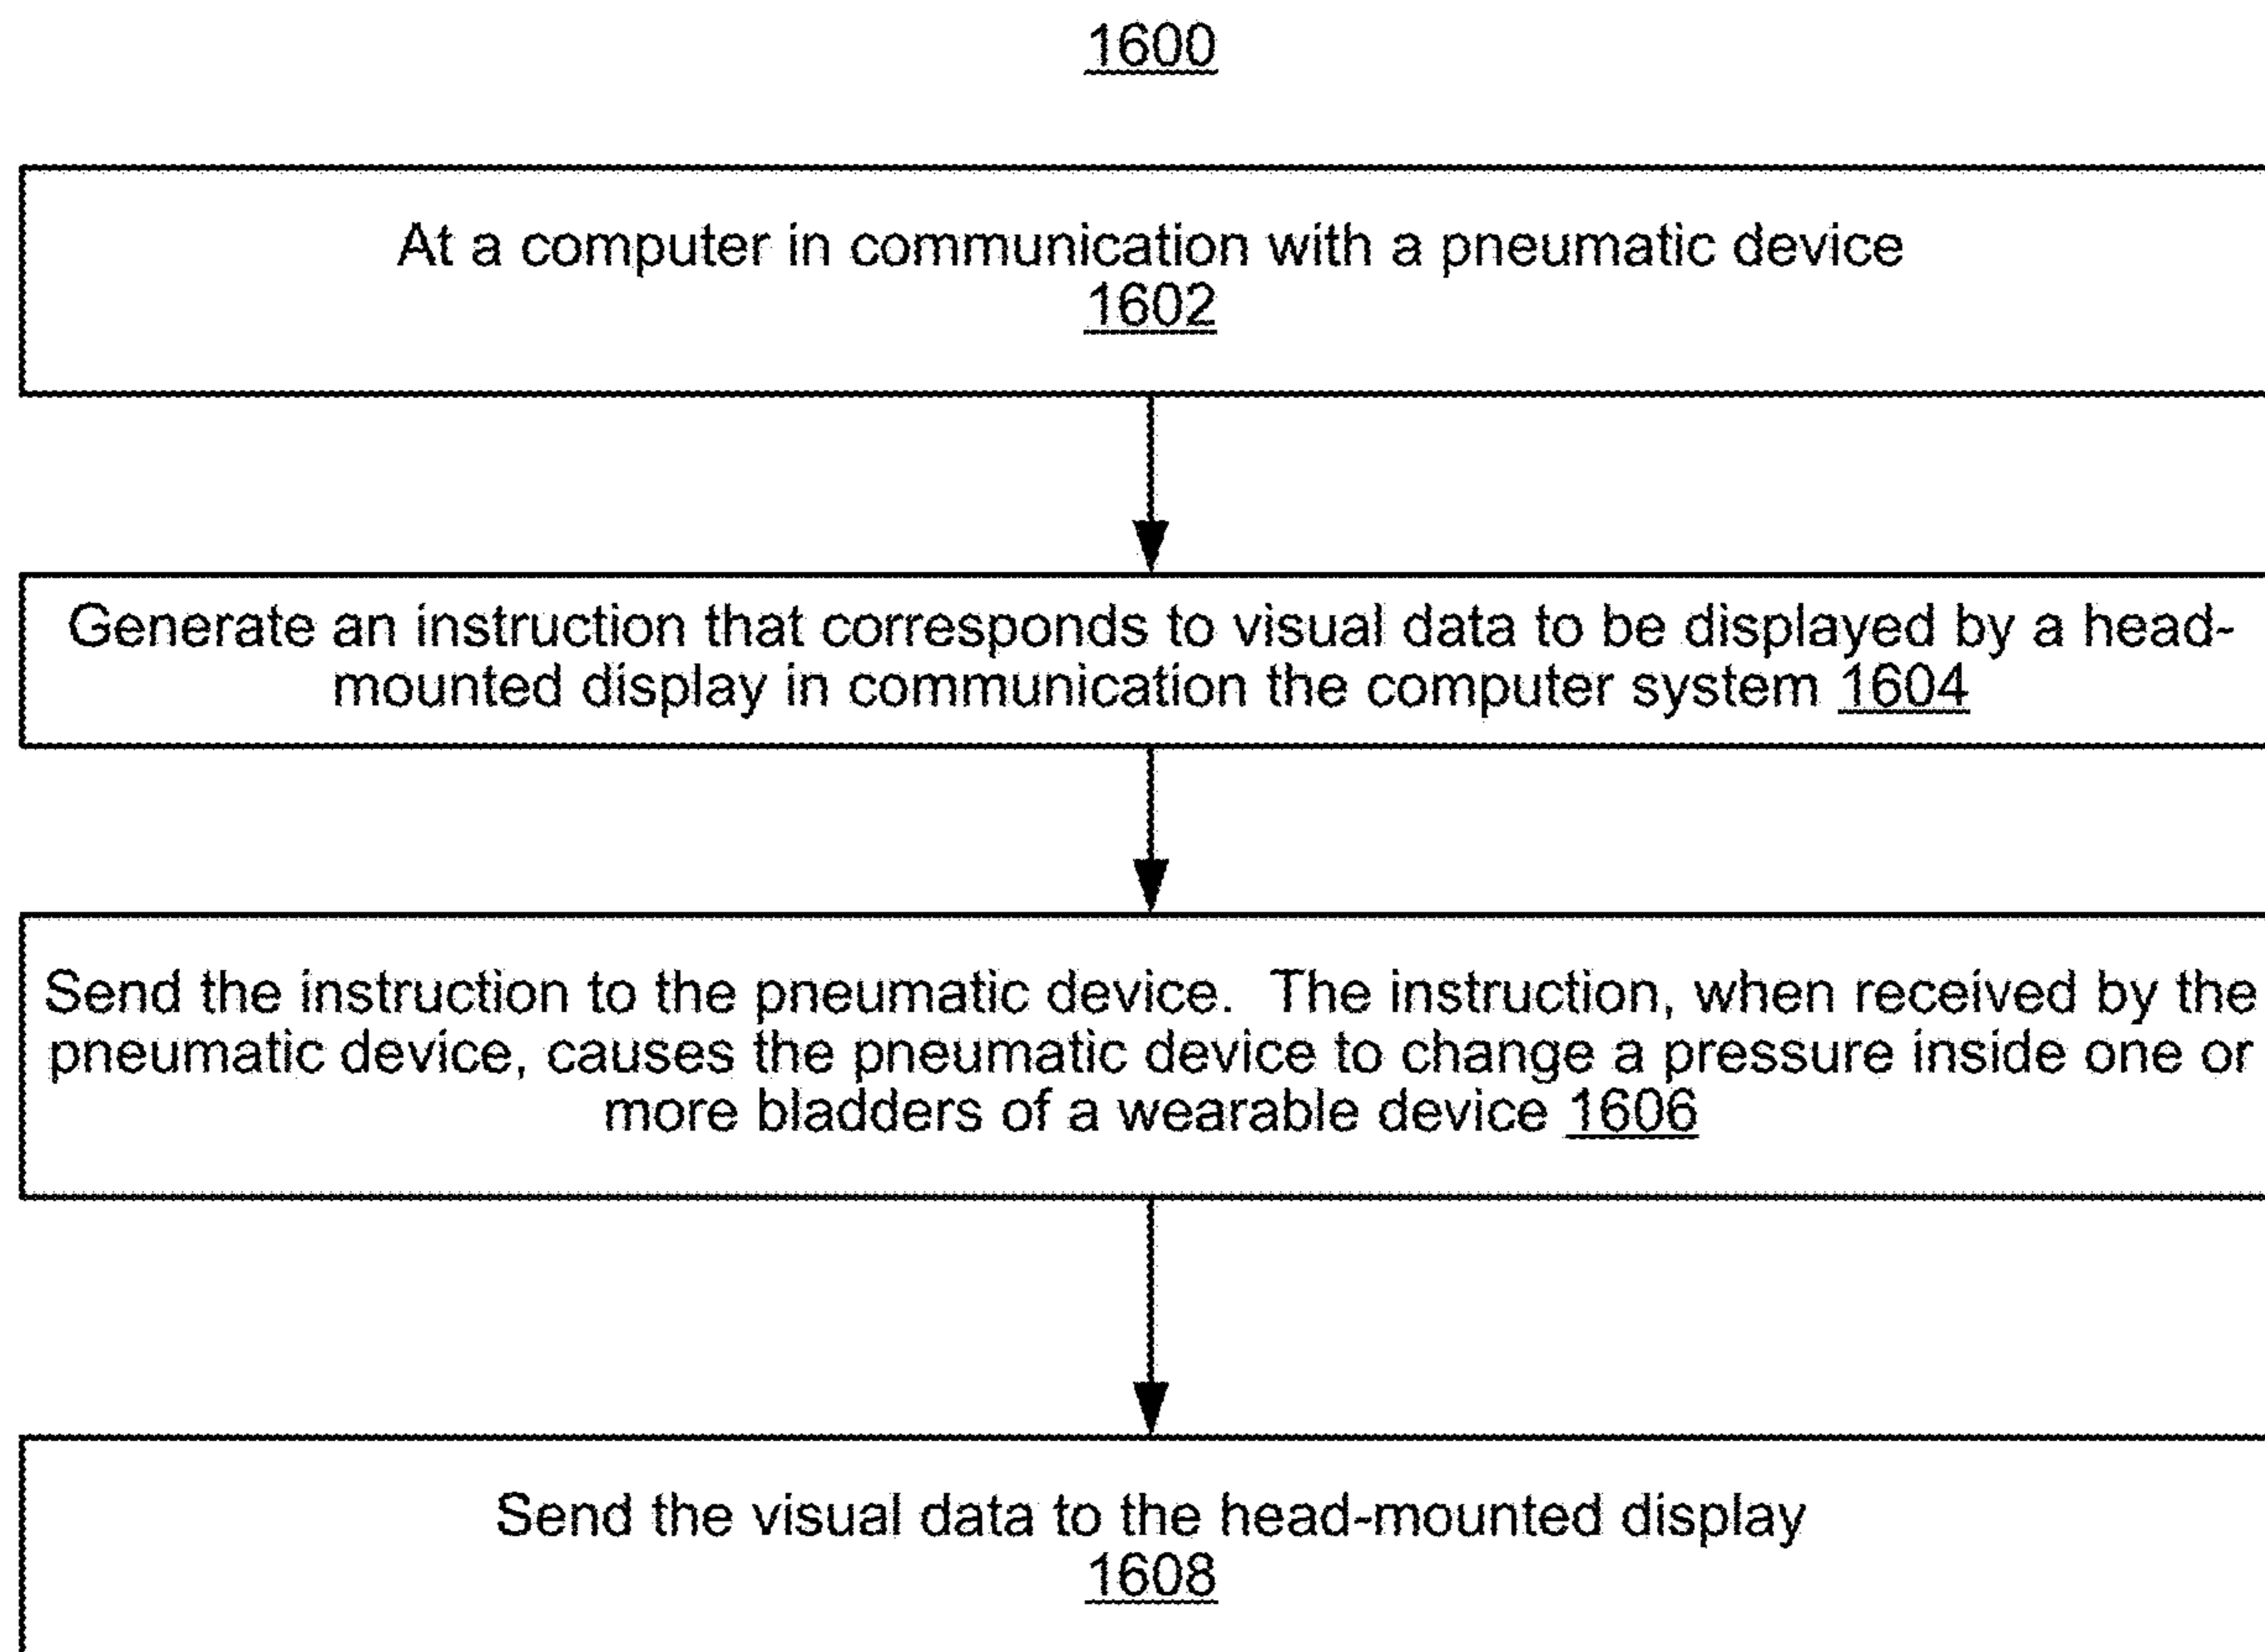 1600
At a computer in communication with a pneumatic device
1602
Generate an instruction that corresponds to visual data to be displayed by a head-
mounted display in communication the computer system 1604
Send the instruction to the pneumatic device.  The instruction, when received by the
pneumatic device, causes the pneumatic device to change a pressure inside one or
more bladders of a wearable device 1606
Send the visual data to the head-mounted display
1608